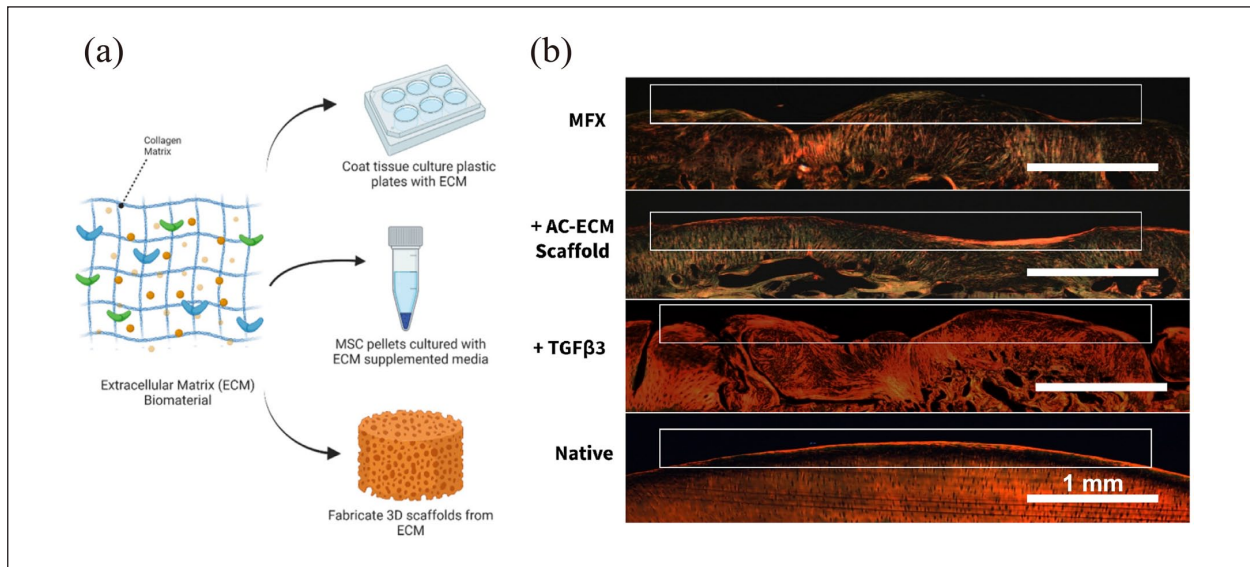 (a)
Collagen
Matrix
Extracellular Matrix (ECM)
Biomaterial
Coat tissue culture plastic
plates with ECM
MSC pellets cultured with
ECM supplemented media
Fabricate 3D scaffolds from
ECM
(b)
MFX
+ AC-ECM
Scaffold
+ TGFβ3
Native
1 mm